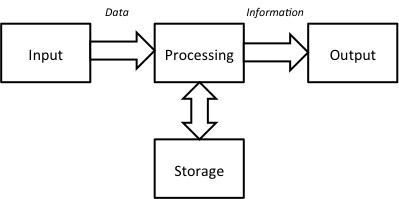 Data
Information
Input
Processing
Output
Storage